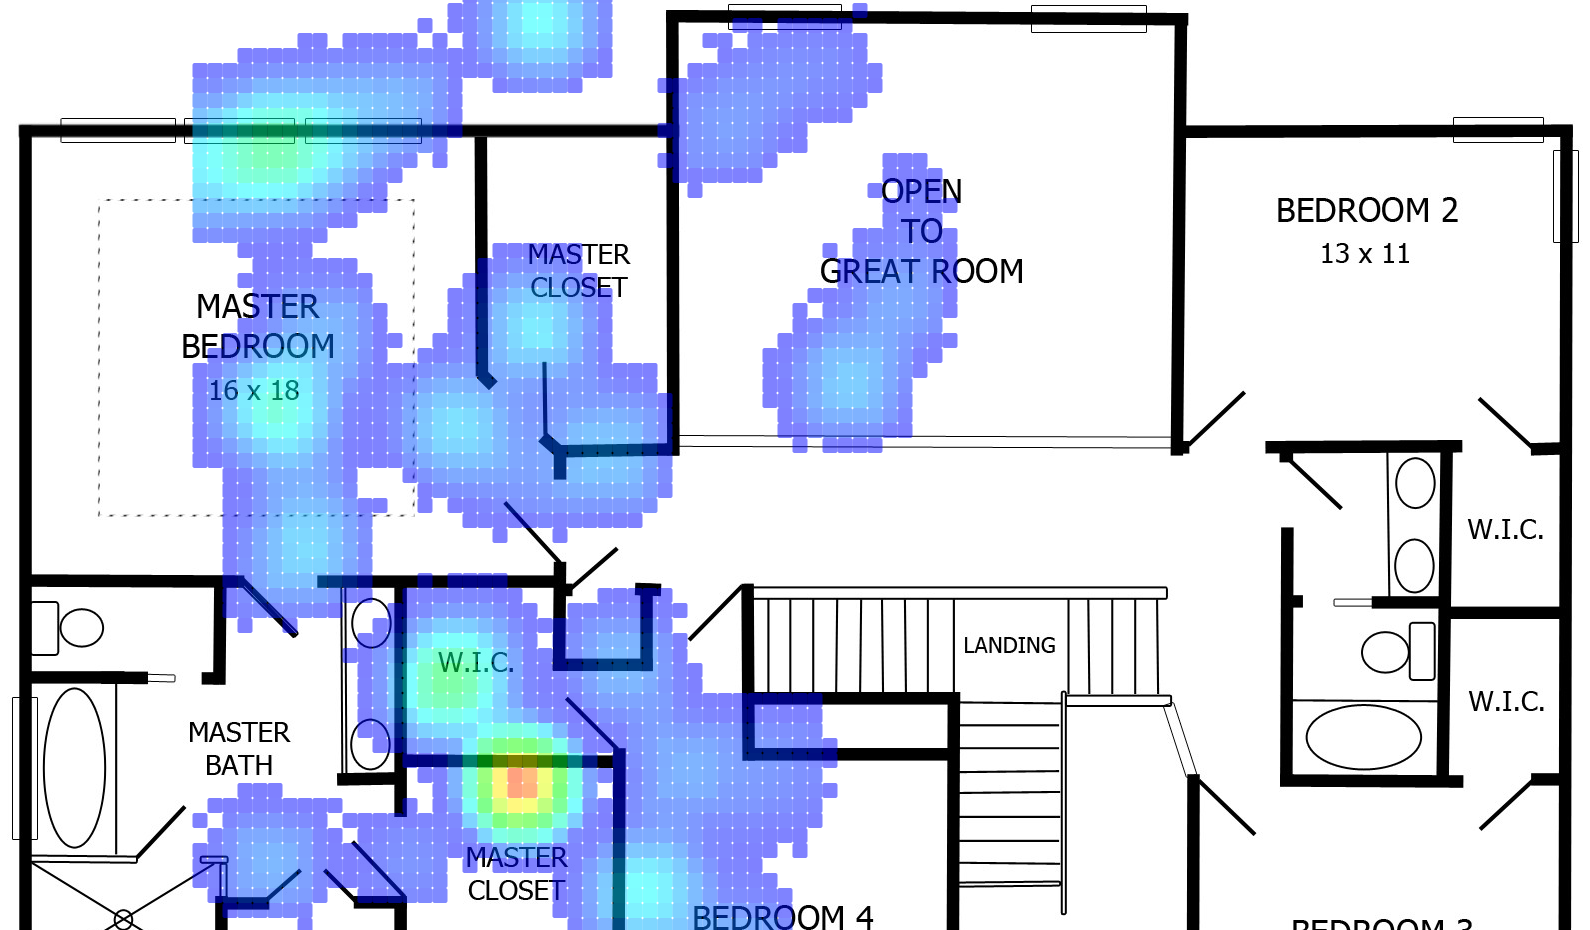 OPEN
TO
GREAT ROOM
BEDROOM 2
13 x 11
MASTER
CLOSET
MASTER
BEDROOM
16 x 18
W.I.C.
W.I.C.
LANDING
W.I.C.
MASTER
BATH
MASTER
CLOSET
BEDROOM 4
BEDROOM 3